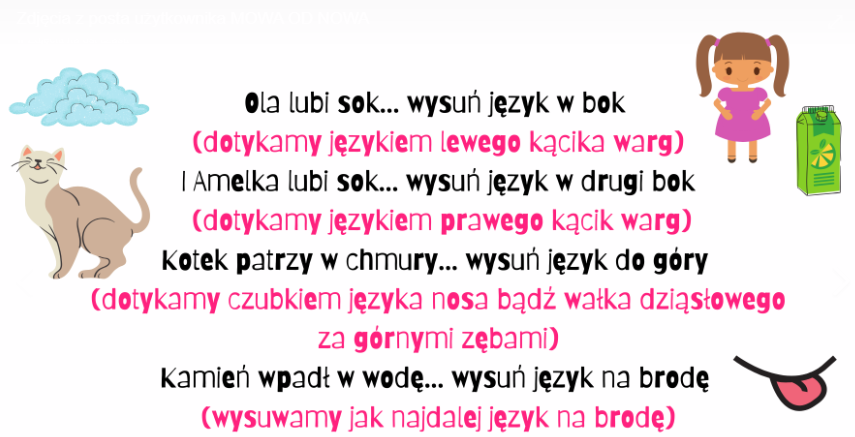 Ola lubi sok... wysuń język w bok
(dotykamy językiem lewego kącika warg)
I Amelka lubi sok... wysuń język w drugi bok
(dotykamy językiem prawego kącik warg)
Kotek patrzy w chmury... wysuń język do góry
(dotykamy czubkiem języka nosa bądź wałka dziąsłowego
za górnymi zębami)
Kamień wpadł w wodę... wysuń język na brodę
(wysuwamy jak najdalej język na brodę)